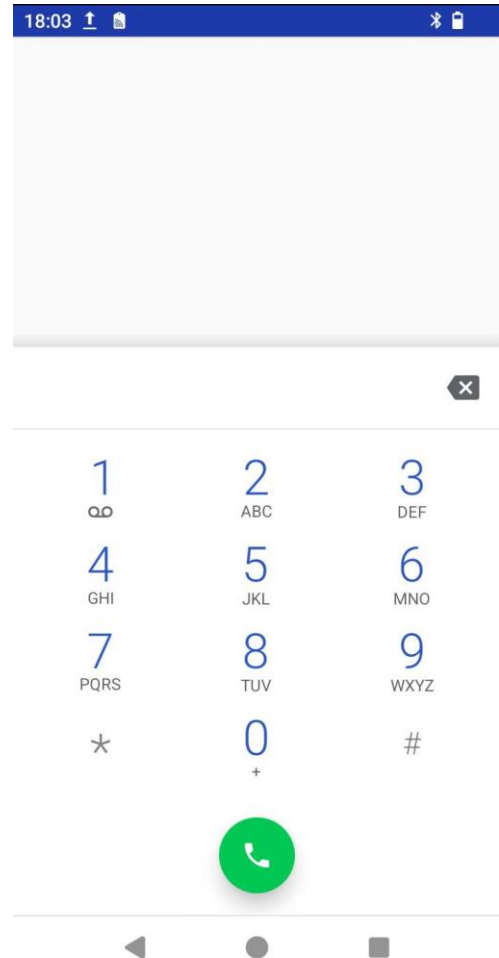 18:03
1 2 3
ABC DEF
4 5 6
GHI JKL MNO
7 8 9
PQRS TUV WXYZ
* 0 #
+